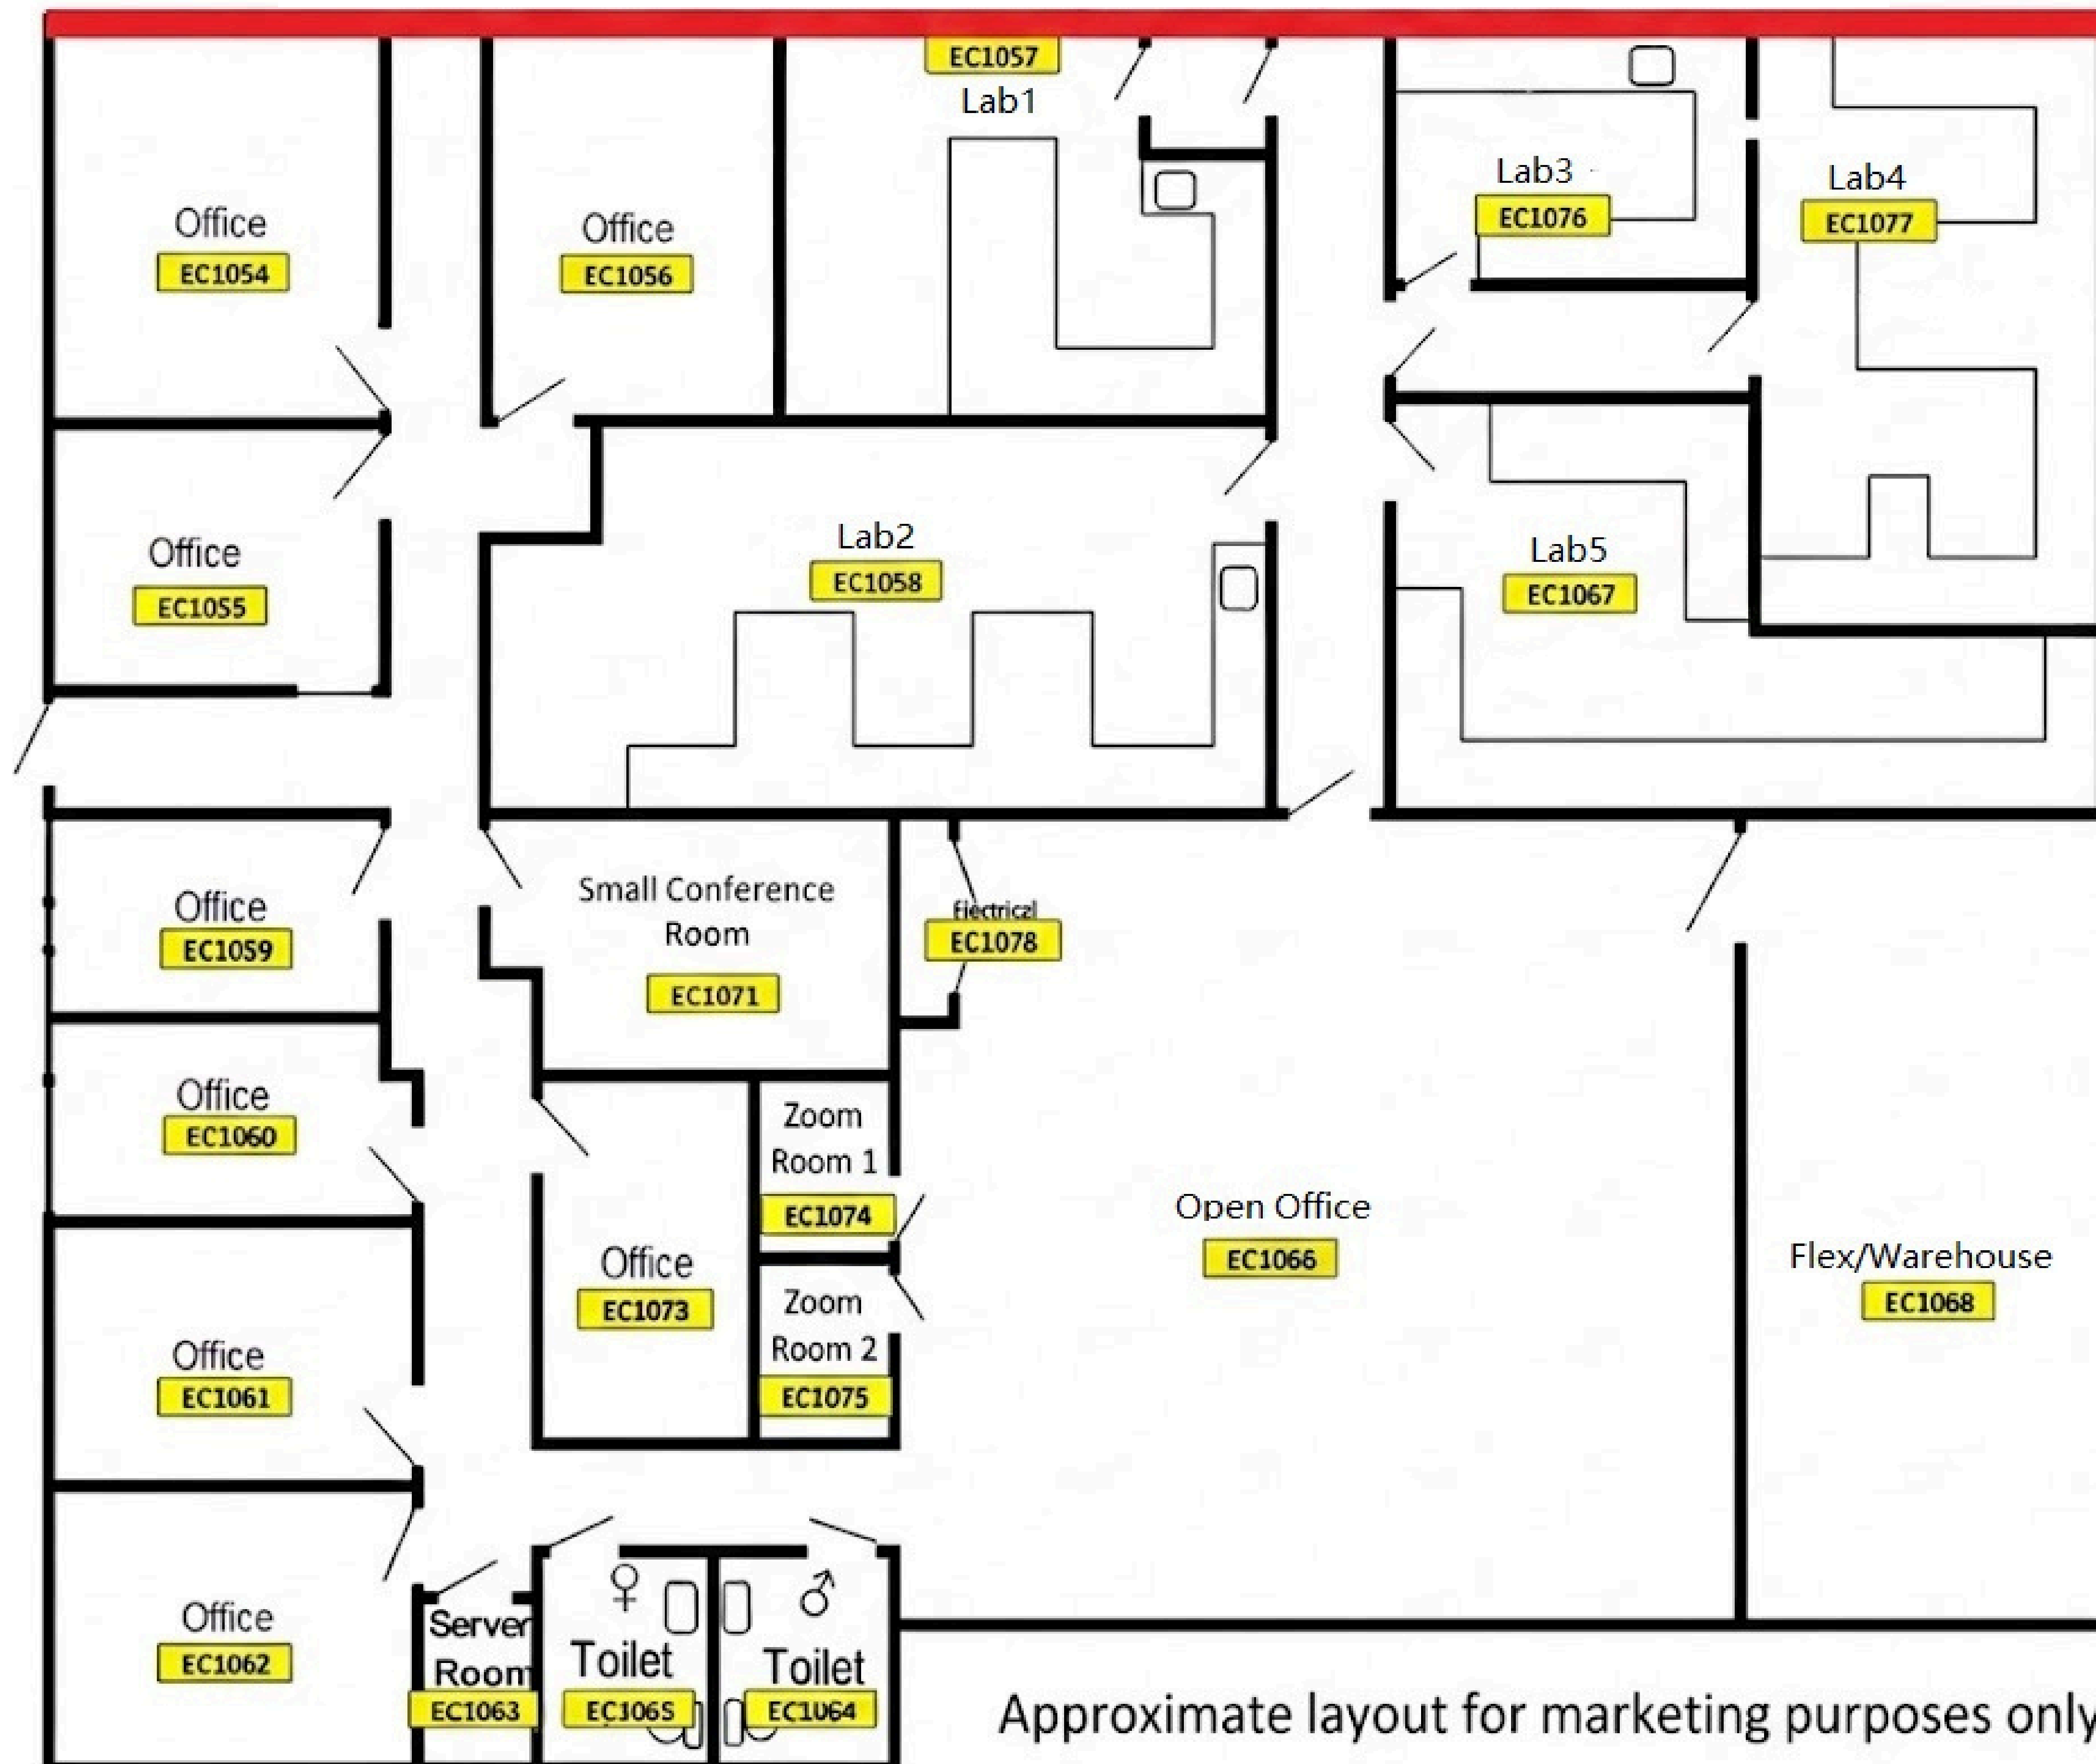 EC1057
Lab1
Lab3
EC1076
Lab4
EC1077
Office
EC1054
Office
EC1056
Office
EC1055
Lab2
EC1058
Lab5
EC1067
Office
EC1059
Small Conference
Room
EC1071
Electrical
EC1078
Office
EC1060
Zoom
Room 1
EC1074
Office
EC1073
Zoom
Room 2
EC1075
Open Office
EC1066
Flex/Warehouse
EC1068
Office
EC1061
Office
EC1062
Server
Room
EC1063
♀
Toilet
EC1065
♂
Toilet
EC1064
Approximate layout for marketing purposes only